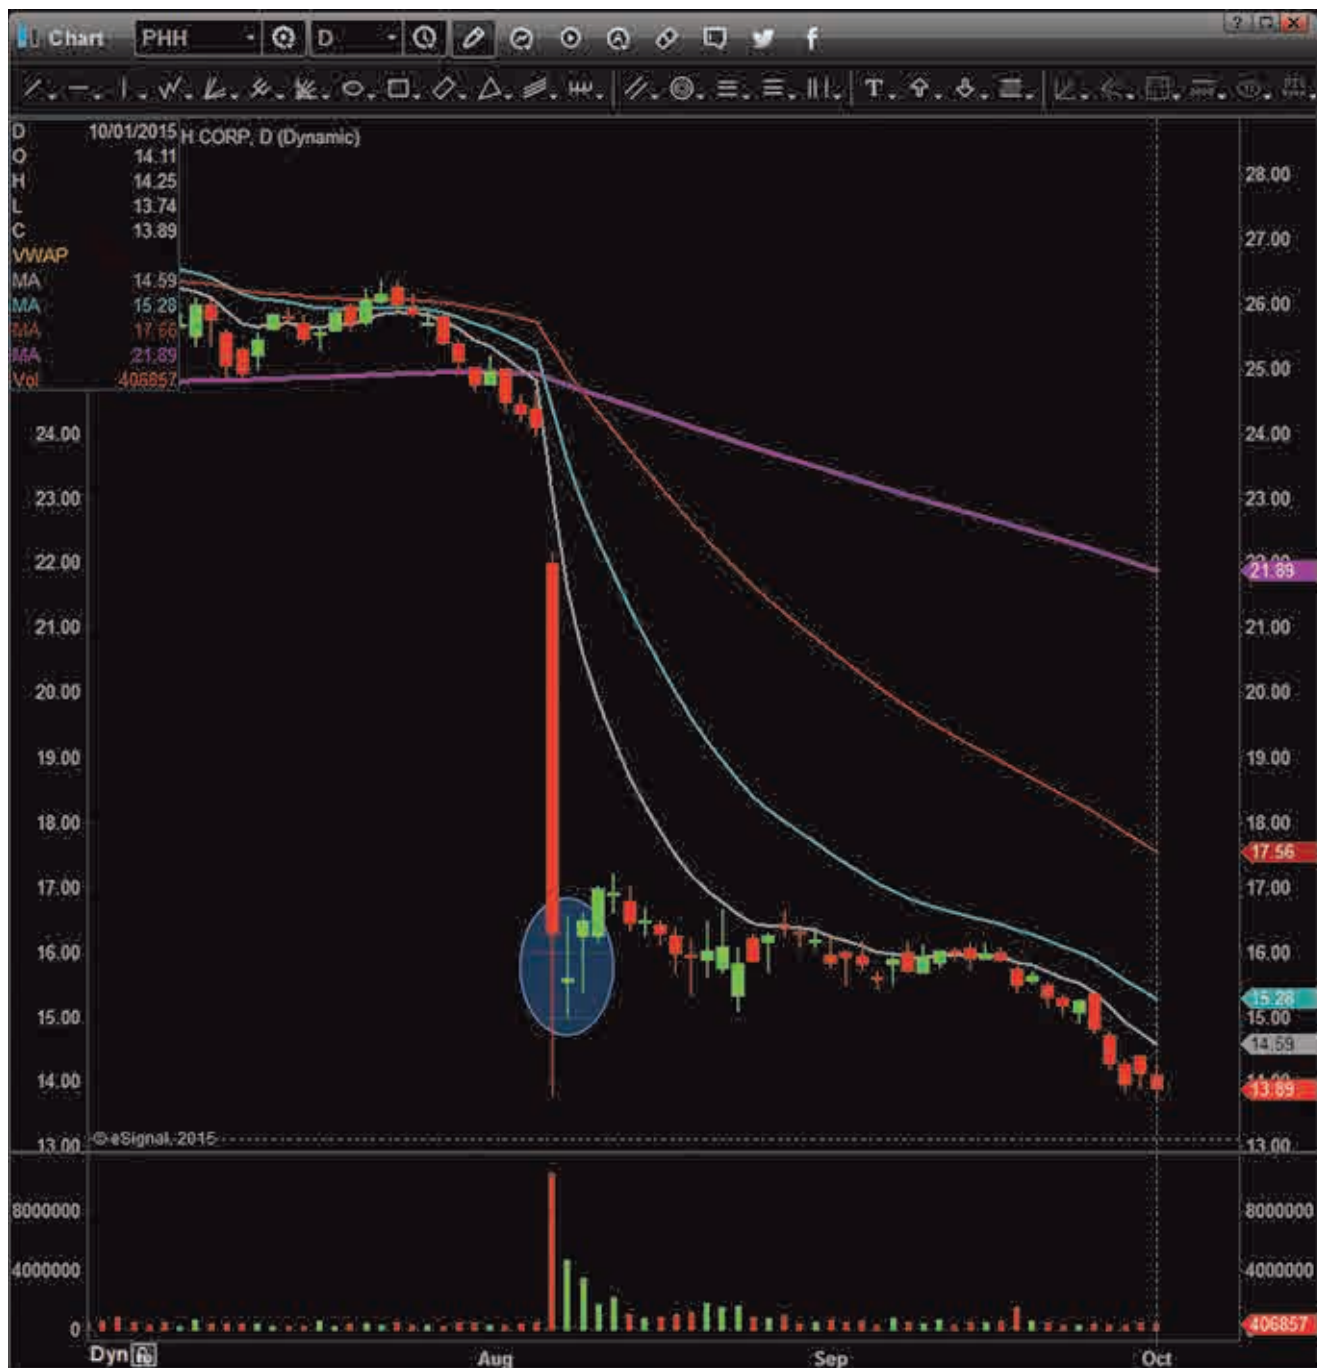 Chart PHH D
D 10/01/2015 H CORP, D (Dynamic)
O 14.11
H 14.25
L 13.74
C 13.89
VWAP
MA 14.59
MA 15.28
MA 17.56
MA 21.89
Vol 406857
28.00
27.00
26.00
25.00
24.00 24.00
23.00 23.00
22.00 22.00
21.89
21.00 21.00
20.00 20.00
19.00 19.00
18.00 18.00
17.56
17.00 17.00
16.00 16.00
15.28
15.00 15.00
14.59
14.00 14.00
13.89
13.00 © eSignal, 2015 13.00
8000000 8000000
4000000 4000000
0 406857
Dyn Aug Sep Oct